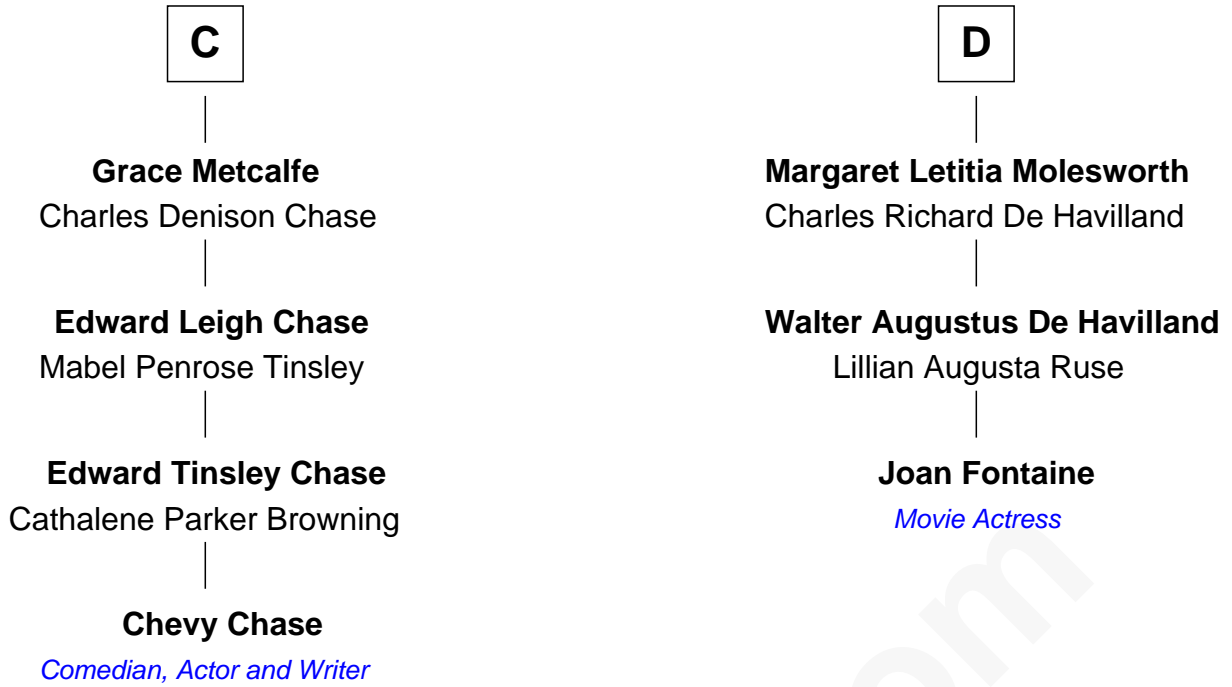 C
Grace Metcalfe
Charles Denison Chase
Edward Leigh Chase
Mabel Penrose Tinsley
Edward Tinsley Chase
Cathalene Parker Browning
Chevy Chase
Comedian, Actor and Writer
D
Margaret Letitia Molesworth
Charles Richard De Havilland
Walter Augustus De Havilland
Lillian Augusta Ruse
Joan Fontaine
Movie Actress
om